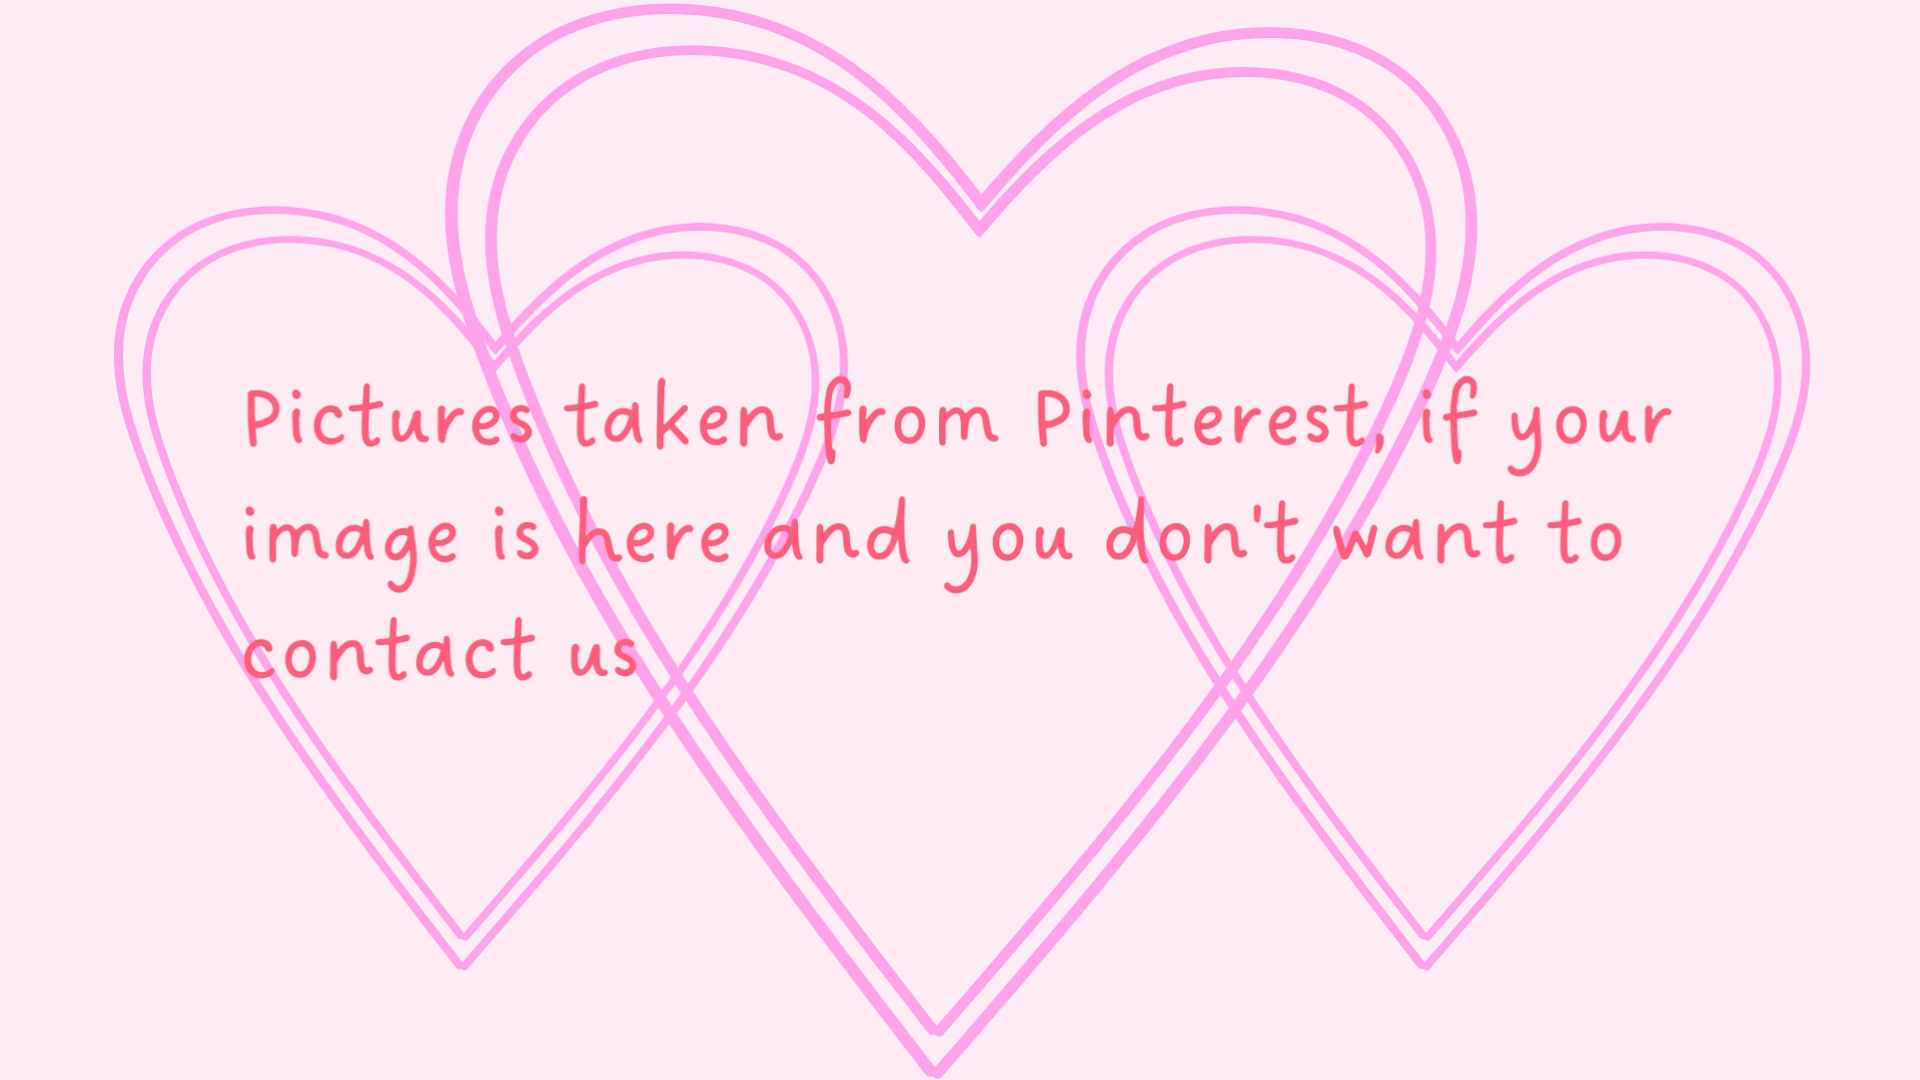 Pictures taken from Pinterest, if your
image is here and you don't want to
contact us